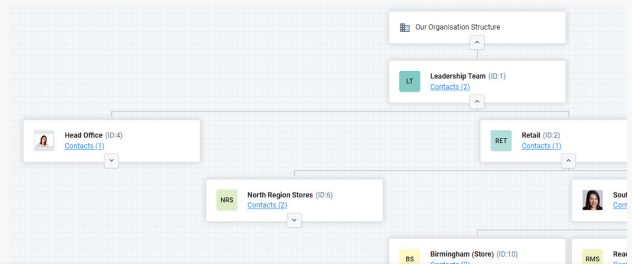 Our Organisation Structure
LT
Leadership Team (ID:1)
Contacts (2)
Head Office (ID:4)
Contacts (1)
RET
Retail (ID:2)
Contacts (1)
NRS
North Region Stores (ID:6)
Contacts (2)
BS
Birmingham (Store) (ID:10)
RMS